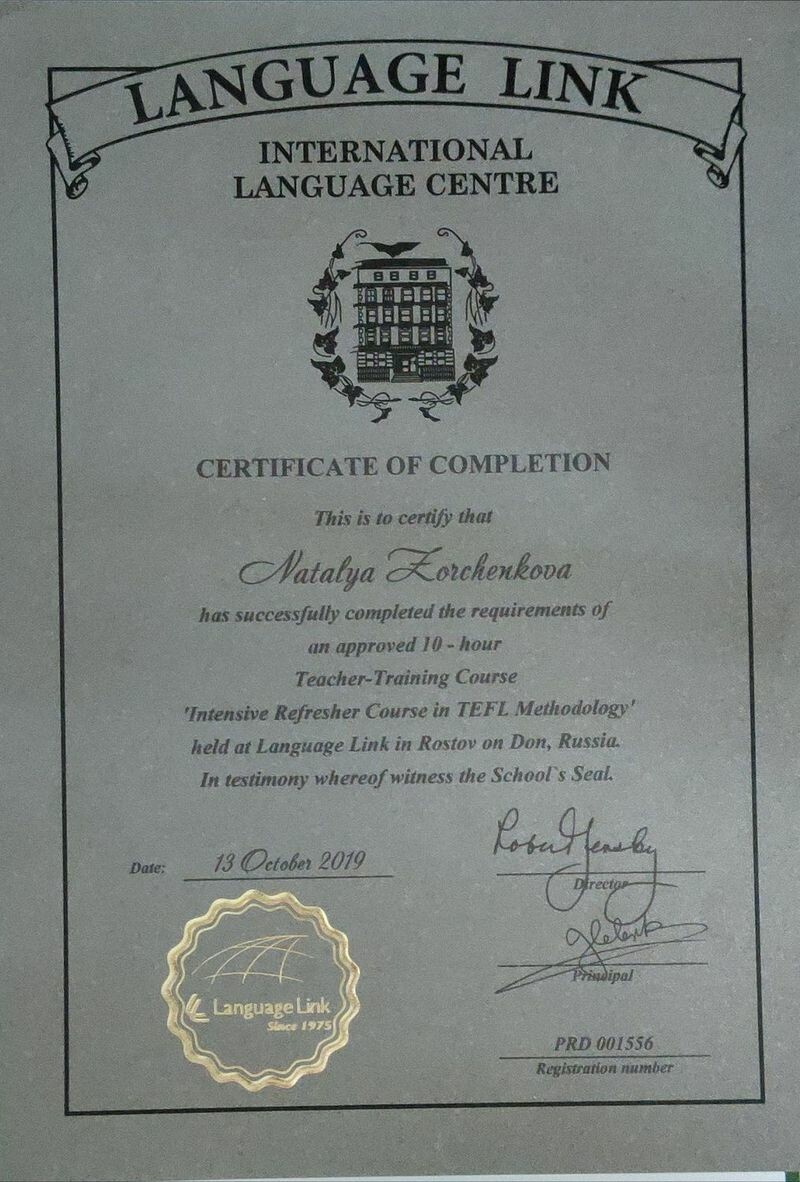 LANGUAGE LINK
INTERNATIONAL
LANGUAGE CENTRE
CERTIFICATE OF COMPLETION
This is to certify that
Natalya Zorchenkova
has successfully completed the requirements of
an approved 10 - hour
Teacher-Training Course
'Intensive Refresher Course in TEFL Methodology'
held at Language Link in Rostov on Don, Russia.
In testimony whereof witness the School`s Seal.
Date: 13 October 2019
Director
Principal
LL Language Link
Since 1975
PRD 001556
Registration number